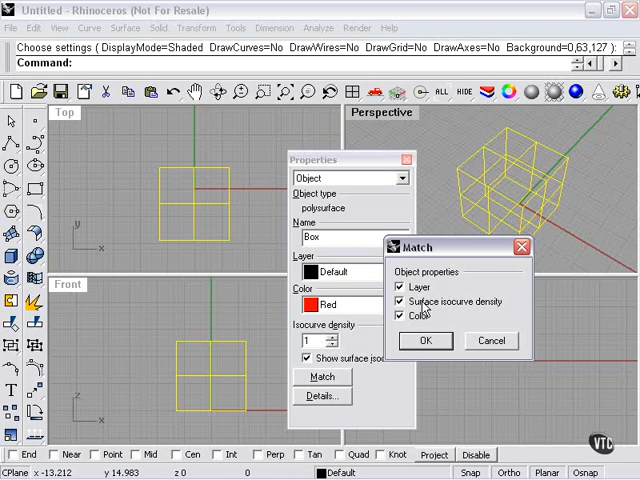 Untitled - Rhinoceros (Not For Resale)
File Edit View Curve Surface Solid Transform Tools Dimension Analyze Render Help
Choose settings ( DisplayMode=Shaded DrawCurves=No DrawWires=No DrawGrid=No DrawAxes=No Background=0,63,127 ):
Command:
ALL HIDE
Top
y
x
Perspective
Properties
Object
Object type
polysurface
Name
Box
Layer
Default
Color
Red
Isocurve density
1
Show surface iso
Match
Details...
Match
Object properties
Layer
Surface isocurve density
Color
OK Cancel
Front
z
x
T
VTC
End Near Point Mid Cen Int Perp Tan Quad Knot Project Disable
CPlane x -13.212 y 14.983 z 0 Default Snap Ortho Planar Osnap